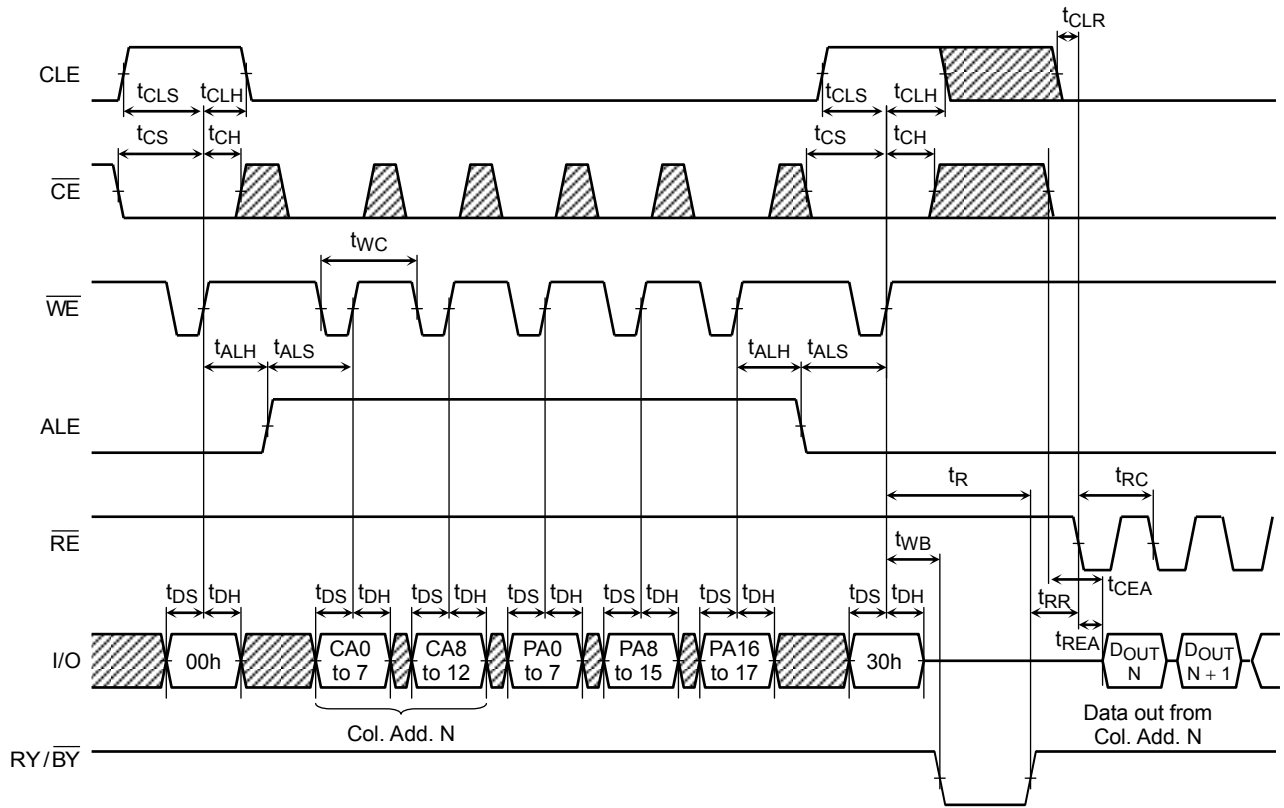 tCLR
CLE
tCLS tCLH tCLS tCLH
tCS tCH tCS tCH
CE
tWC
WE
tALH tALS tALH tALS
ALE
tR tRC
RE
tWB
tDS tDH tDS tDH tDS tDH tDS tDH tDS tDH tDS tDH tDS tDH tRR tCEA
tREA
I/O 00h CA0 to 7 CA8 to 12 PA0 to 7 PA8 to 15 PA16 to 17 30h DOUT N DOUT N + 1
Col. Add. N
Data out from
Col. Add. N
RY/BY